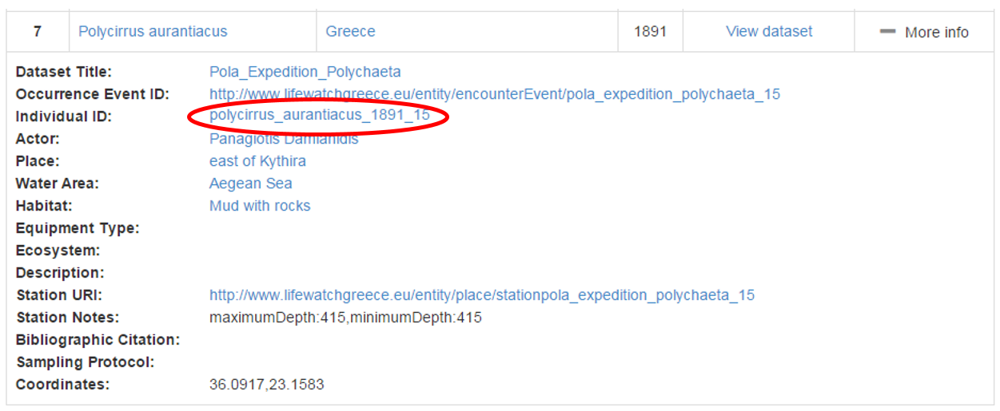 7 Polycirrus aurantiacus Greece 1891 View dataset More info
Dataset Title: Pola_Expedition_Polychaeta
Occurrence Event ID: http://www.lifewatchgreece.eu/entity/encounterEvent/pola_expedition_polychaeta_15
Individual ID: polycirrus_aurantiacus_1891_15
Actor: Panagiotis Damianidis
Place: east of Kythira
Water Area: Aegean Sea
Habitat: Mud with rocks
Equipment Type:
Ecosystem:
Description:
Station URI: http://www.lifewatchgreece.eu/entity/place/stationpola_expedition_polychaeta_15
Station Notes: maximumDepth:415,minimumDepth:415
Bibliographic Citation:
Sampling Protocol:
Coordinates: 36.0917,23.1583